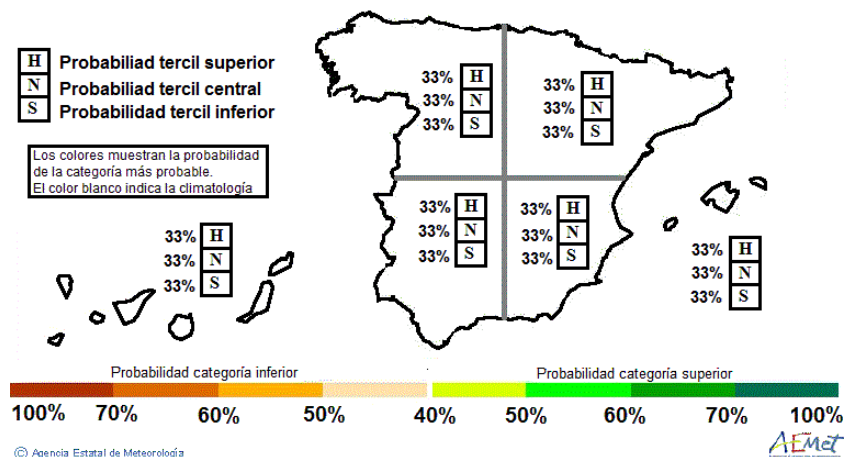 H Probabiliad tercil superior
N Probabiliad tercil central
S Probabilidad tercil inferior
Los colores muestran la probabilidad
de la categoría más probable.
El color blanco indica la climatología
33% H
33% N
33% S
33% H
33% N
33% S
33% H
33% N
33% S
33% H
33% N
33% S
33% H
33% N
33% S
33% H
33% N
33% S
Probabilidad categoría inferior
Probabilidad categoría superior
100% 70% 60% 50% 40% 50% 60% 70% 100%
© Agencia Estatal de Meteorología
AEMet